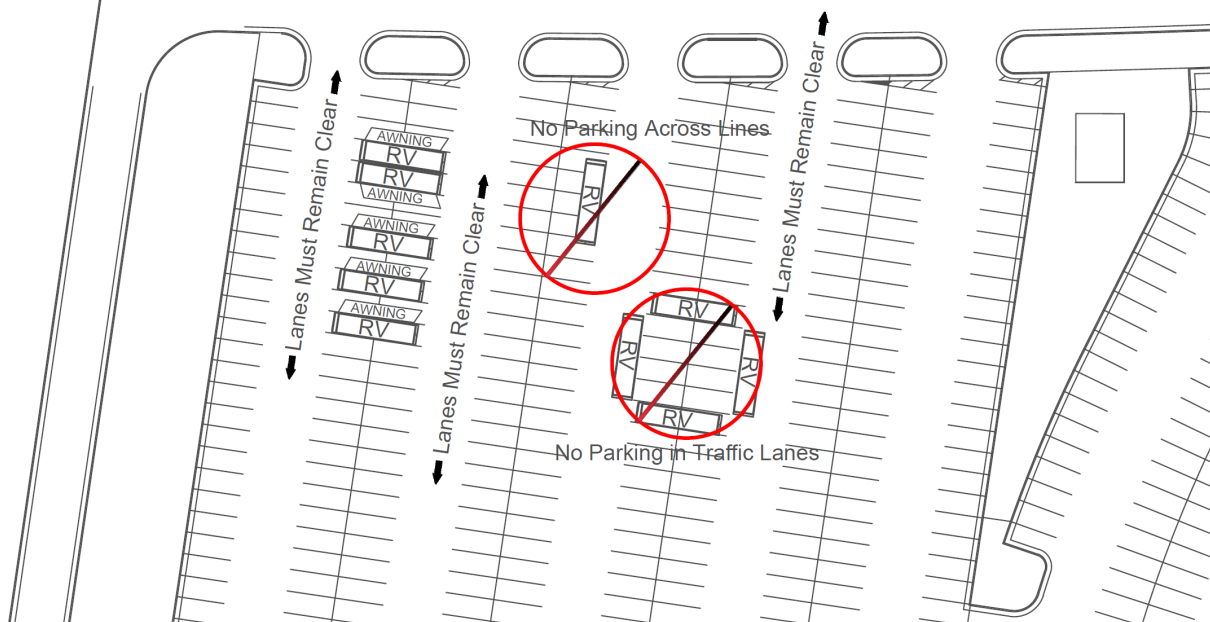 Lanes Must Remain Clear
AWNING
RV
RV
AWNING
AWNING
RV
AWNING
RV
AWNING
RV
Lanes Must Remain Clear
No Parking Across Lines
RV
Lanes Must Remain Clear
RV
RV
RV
RV
No Parking in Traffic Lanes